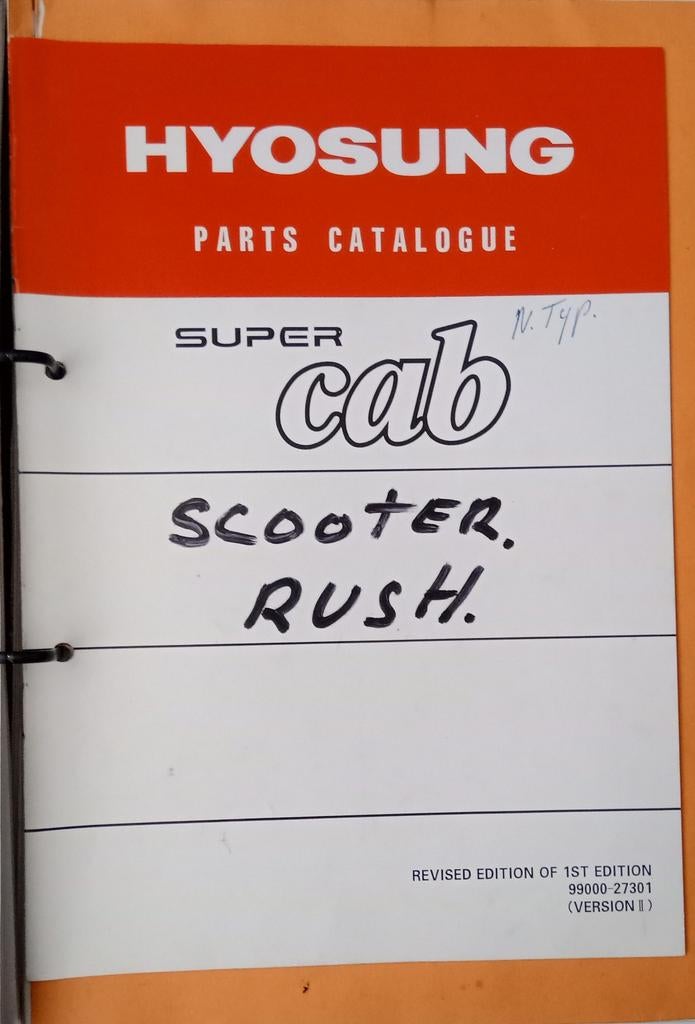 HYOSUNG
PARTS CATALOGUE
N. Typ.
SUPER
cab
SCOOTER.
RUSH.
REVISED EDITION OF 1ST EDITION
99000-27301
(VERSION Ⅱ)